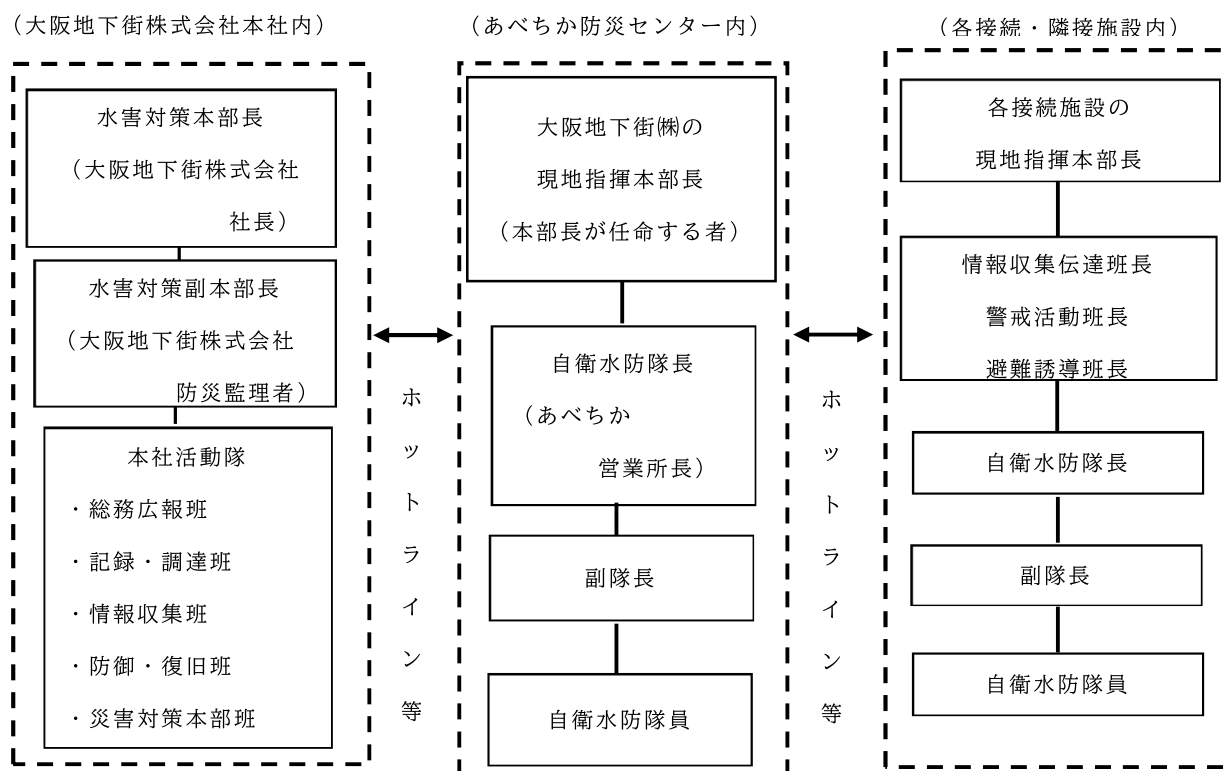 （大阪地下街株式会社本社内）
水害対策本部長
（大阪地下街株式会社
社長）
水害対策副本部長
（大阪地下街株式会社
防災監理者）
本社活動隊
・総務広報班
・記録・調達班
・情報収集班
・防御・復旧班
・災害対策本部班
ホットライン等
（あべちか防災センター内）
大阪地下街㈱の
現地指揮本部長
（本部長が任命する者）
自衛水防隊長
（あべちか
営業所長）
副隊長
自衛水防隊員
ホットライン等
（各接続・隣接施設内）
各接続施設の
現地指揮本部長
情報収集伝達班長
警戒活動班長
避難誘導班長
自衛水防隊長
副隊長
自衛水防隊員